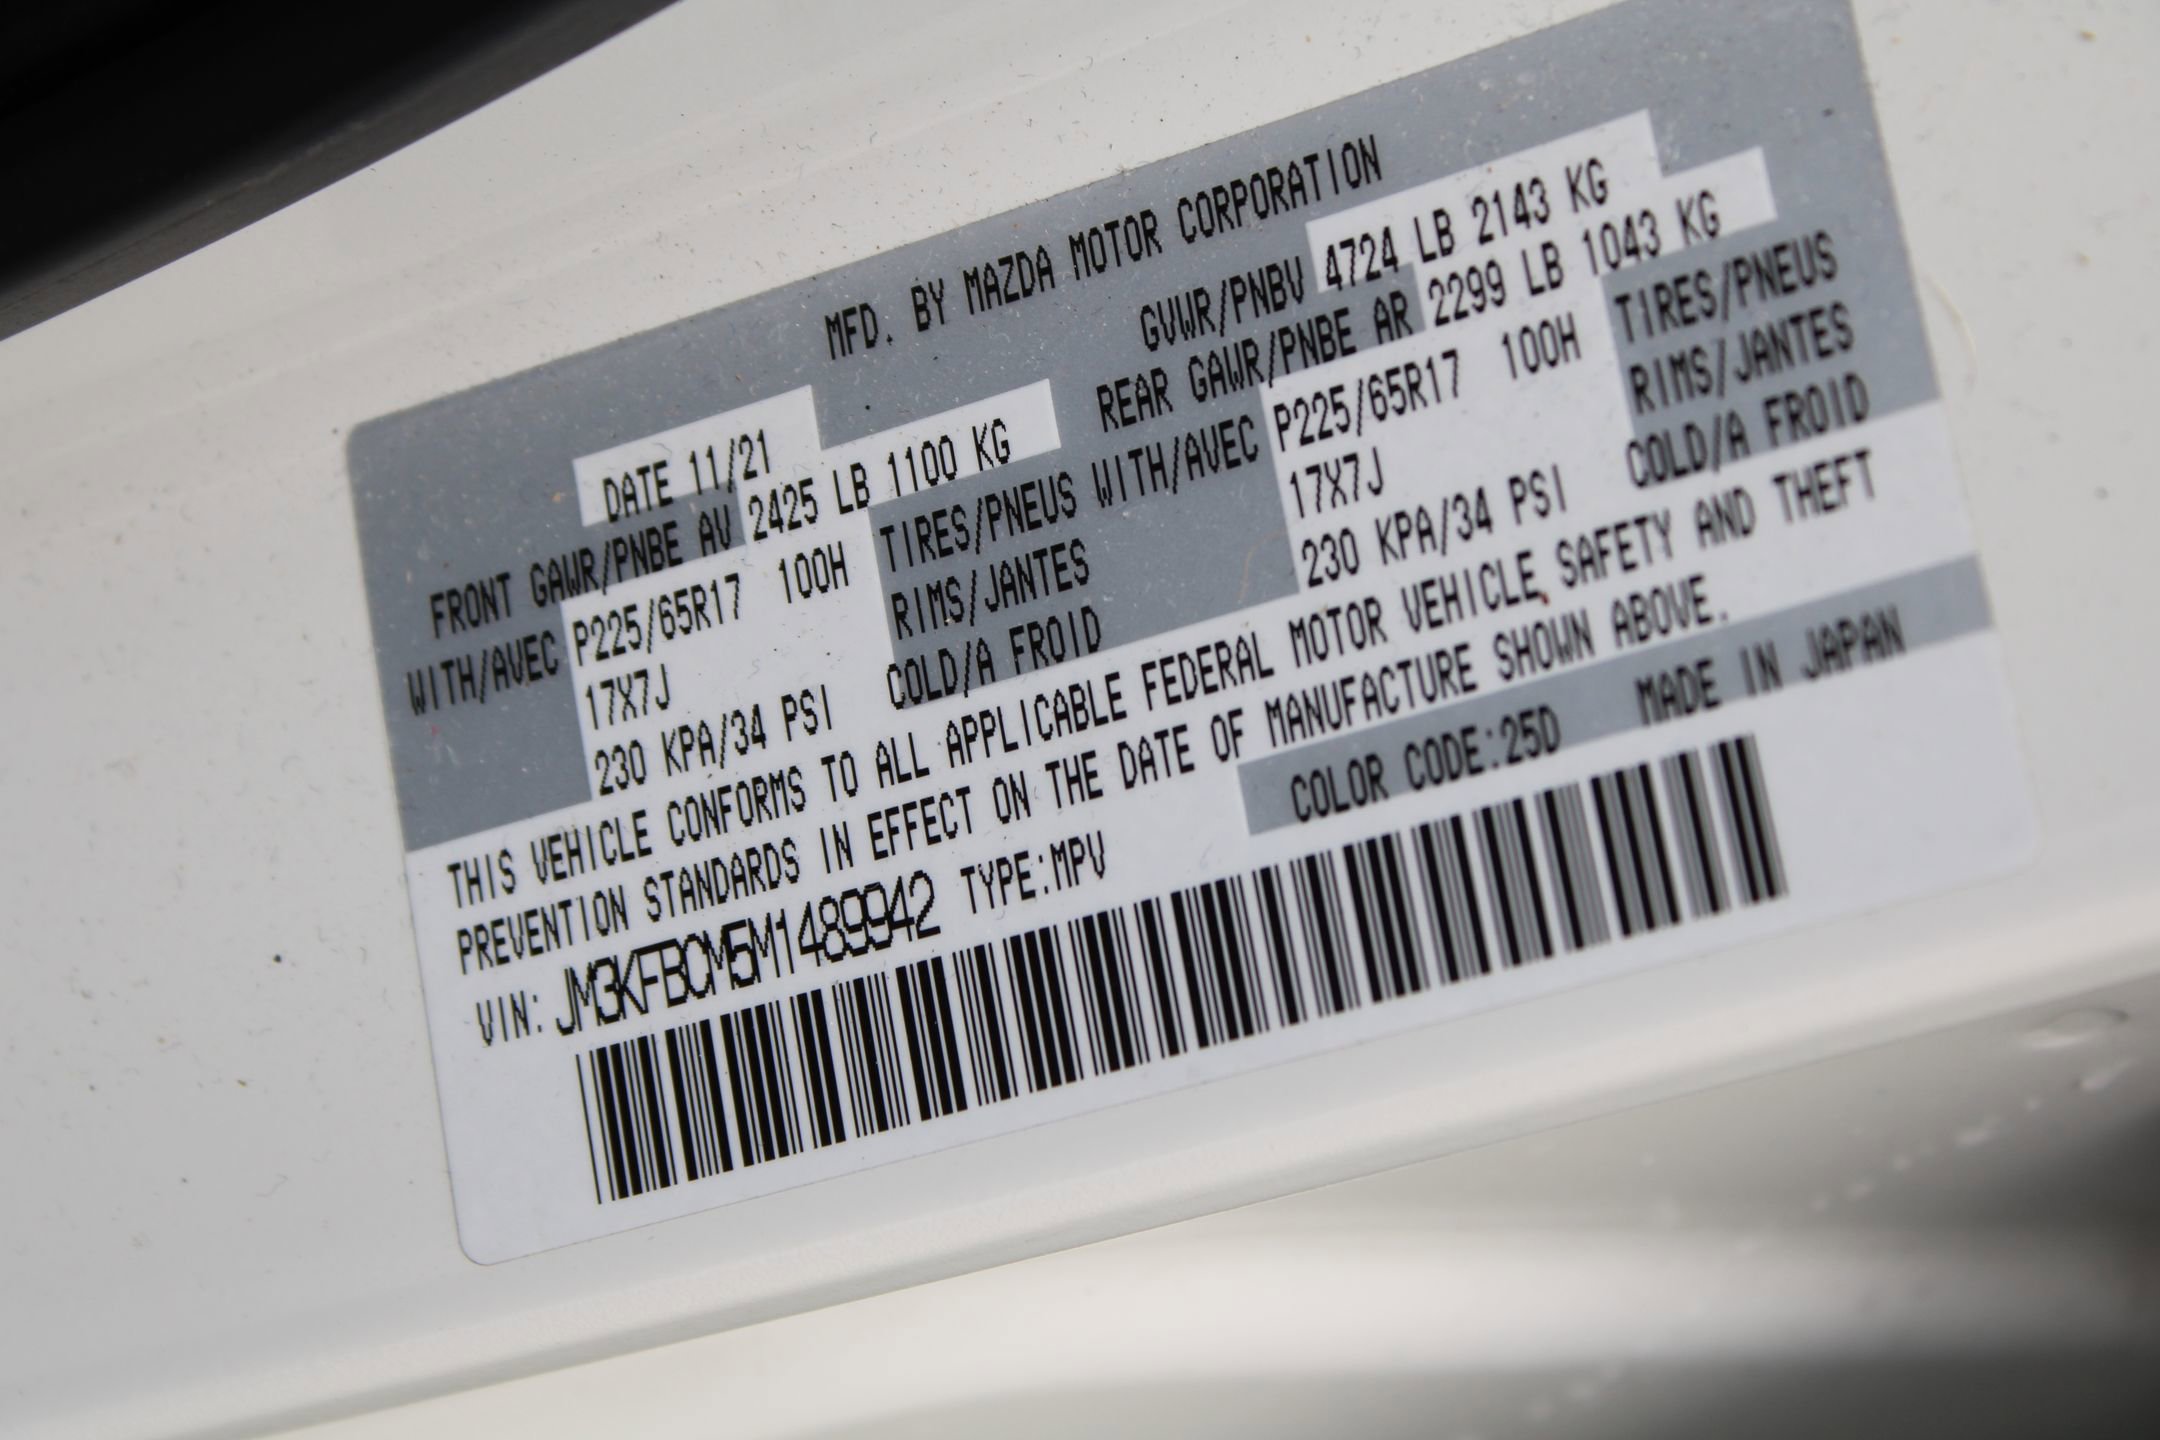 MFD. BY MAZDA MOTOR CORPORATION
DATE 11/21 GVWR/PNBV 4724 LB 2143 KG
FRONT GAWR/PNBE AV 2425 LB 1100 KG REAR GAWR/PNBE AR 2299 LB 1043 KG
WITH/AVEC P225/65R17 100H TIRES/PNEUS WITH/AVEC P225/65R17 100H TIRES/PNEUS
17X7J RIMS/JANTES 17X7J RIMS/JANTES
230 KPA/34 PSI COLD/A FROID 230 KPA/34 PSI COLD/A FROID
THIS VEHICLE CONFORMS TO ALL APPLICABLE FEDERAL MOTOR VEHICLE SAFETY AND THEFT
PREVENTION STANDARDS IN EFFECT ON THE DATE OF MANUFACTURE SHOWN ABOVE.
VIN: JM3KFBCM5M1489942 TYPE:MPV COLOR CODE:25D MADE IN JAPAN